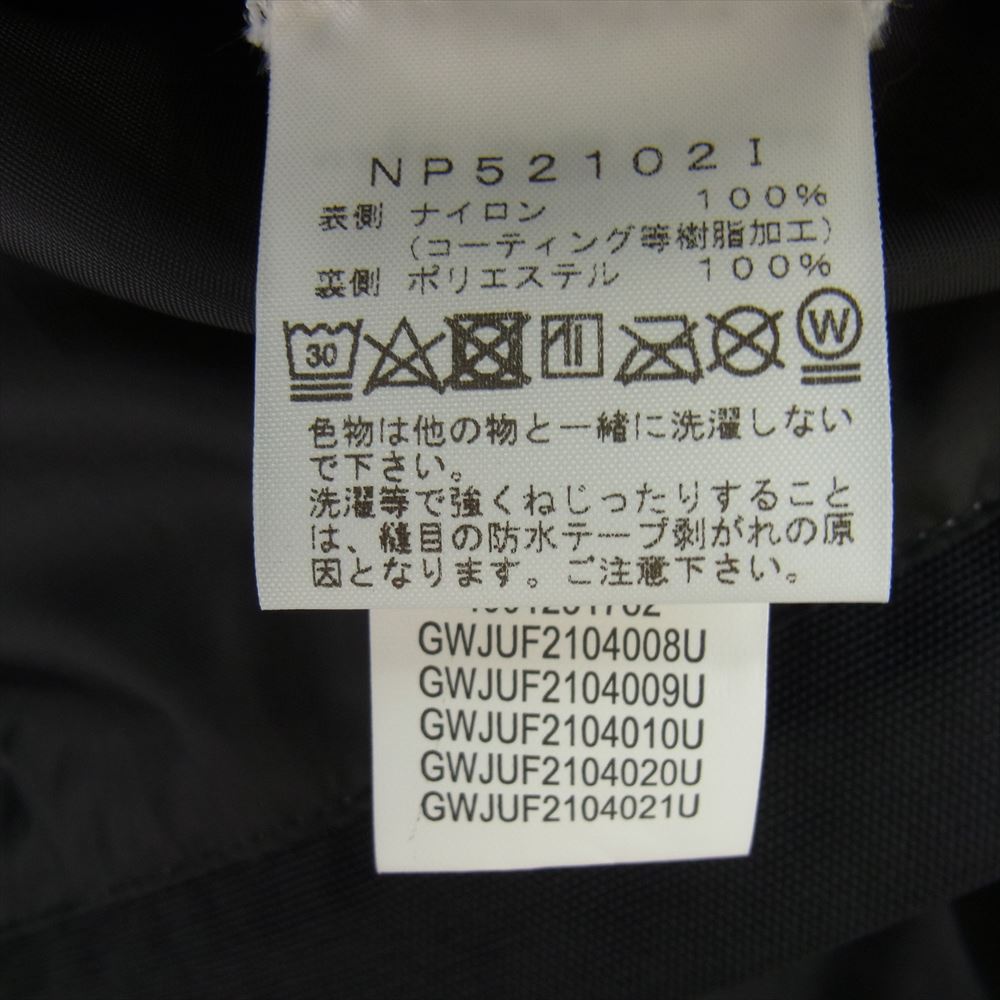 NP52102I
表側 ナイロン 100%
(コーティング等樹脂加工)
裏側 ポリエステル 100%
30
W
色物は他の物と一緒に洗濯しない
で下さい。
洗濯等で強くねじったりすること
は、縫目の防水テープ剥がれの原
因となります。ご注意下さい。
GWJUF2104008U
GWJUF2104009U
GWJUF2104010U
GWJUF2104020U
GWJUF2104021U